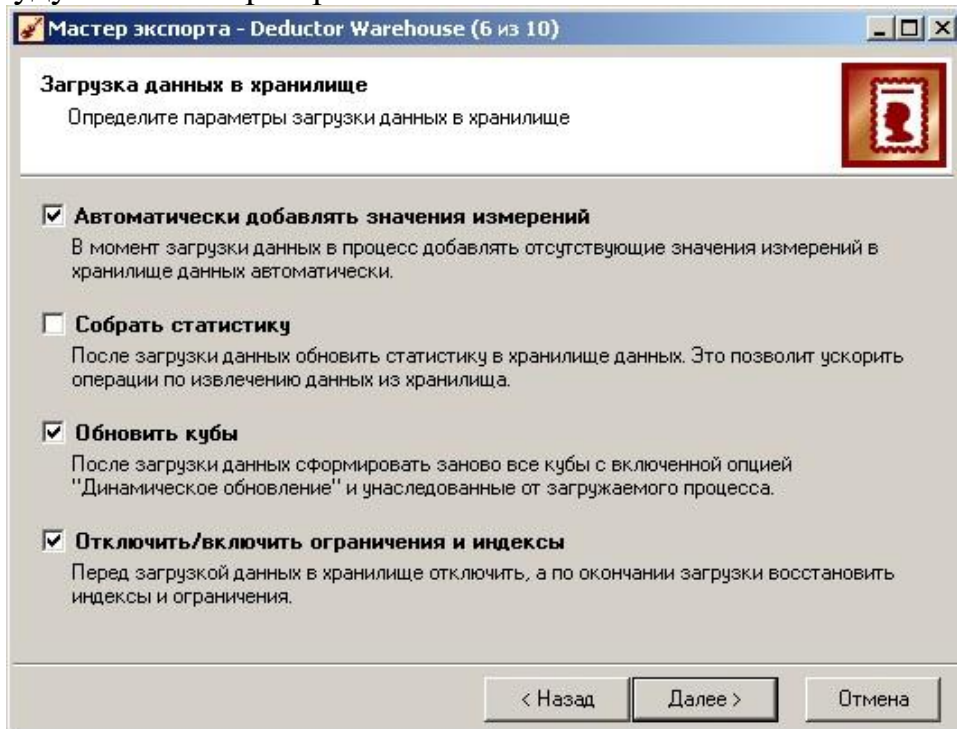 Мастер экспорта - Deductor Warehouse (6 из 10)
Загрузка данных в хранилище
Определите параметры загрузки данных в хранилище
Автоматически добавлять значения измерений
В момент загрузки данных в процесс добавлять отсутствующие значения измерений в
хранилище данных автоматически.
Собрать статистику
После загрузки данных обновить статистику в хранилище данных. Это позволит ускорить
операции по извлечению данных из хранилища.
Обновить кубы
После загрузки данных сформировать заново все кубы с включенной опцией
"Динамическое обновление" и унаследованные от загружаемого процесса.
Отключить/включить ограничения и индексы
Перед загрузкой данных в хранилище отключить, а по окончании загрузки восстановить
индексы и ограничения.
< Назад
Далее >
Отмена